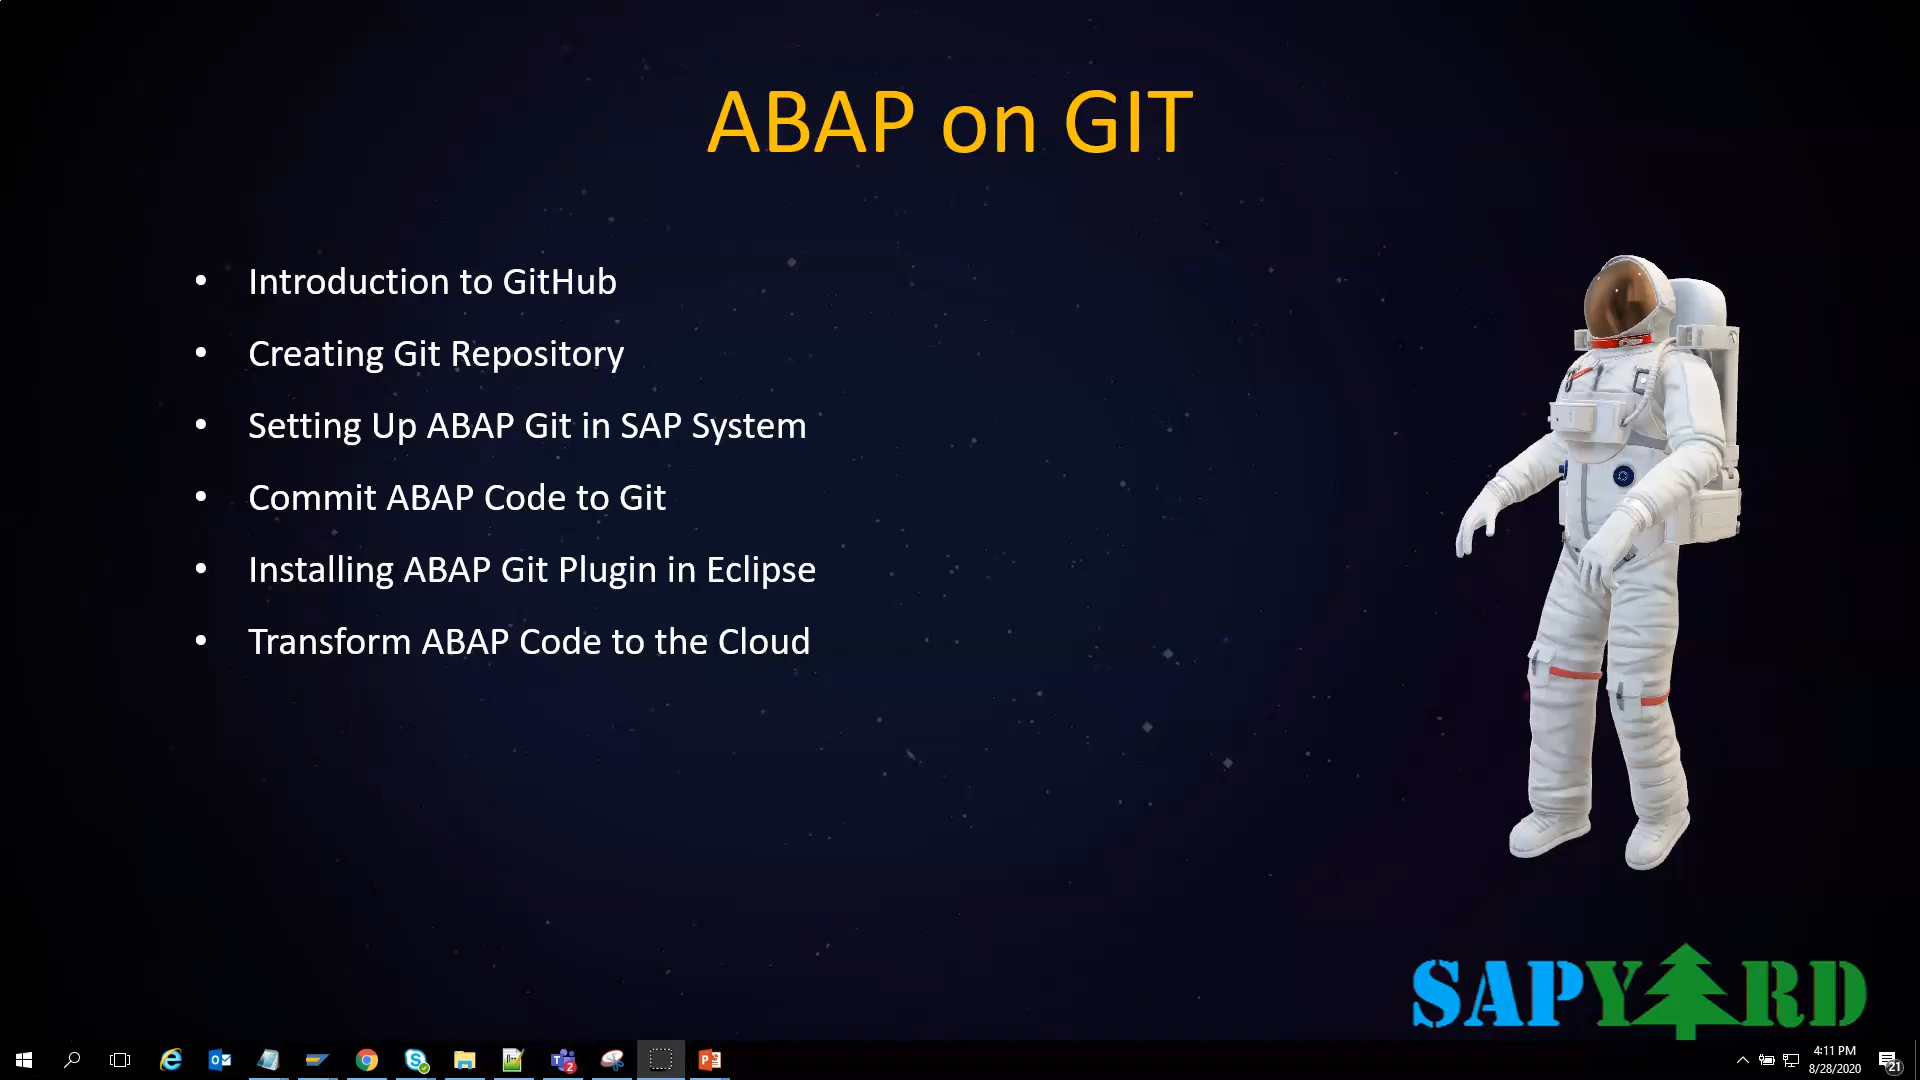 ABAP on GIT
• Introduction to GitHub
• Creating Git Repository
• Setting Up ABAP Git in SAP System
• Commit ABAP Code to Git
• Installing ABAP Git Plugin in Eclipse
• Transform ABAP Code to the Cloud
SAPYARD
4:11 PM
8/28/2020
2
21